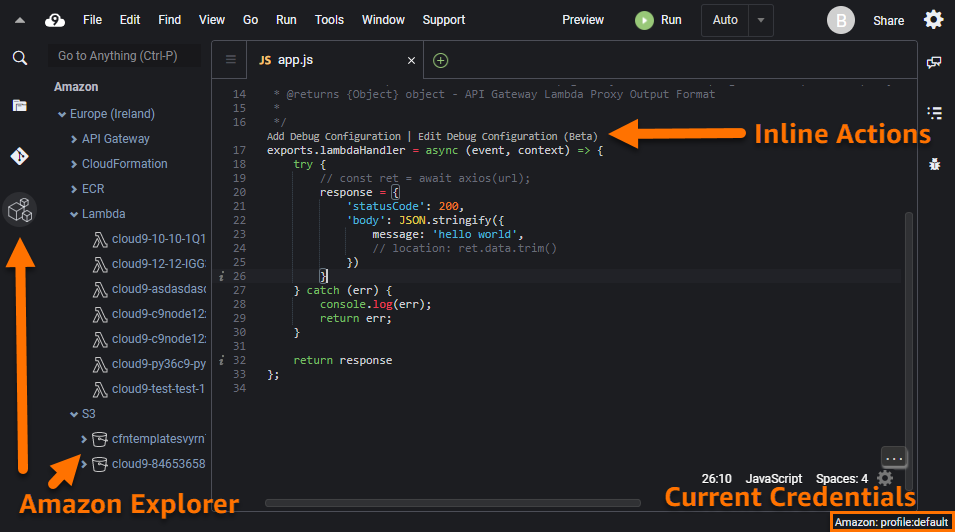 File Edit Find View Go Run Tools Window Support Preview Run Auto B Share
Go to Anything (Ctrl-P)
JS app.js
Amazon
Europe (Ireland)
API Gateway
CloudFormation
ECR
Lambda
cloud9-10-10-1Q1
cloud9-12-12-IGG
cloud9-asdasdasd
cloud9-c9node12
cloud9-c9node12
cloud9-py36c9-py
cloud9-test-test-1
S3
cfntemplatesvyrn
cloud9-84653658
14 * @returns {Object} object - API Gateway Lambda Proxy Output Format
15 *
16 */
Add Debug Configuration | Edit Debug Configuration (Beta)
17 exports.lambdaHandler = async (event, context) => {
18 try {
19 // const ret = await axios(url);
20 response = {
21 'statusCode': 200,
22 'body': JSON.stringify({
23 message: 'hello world',
24 // location: ret.data.trim()
25 })
26 }
27 } catch (err) {
28 console.log(err);
29 return err;
30 }
31
32 return response
33 };
34
Inline Actions
Amazon Explorer
26:10 JavaScript Spaces: 4
Current Credentials
Amazon: profile:default